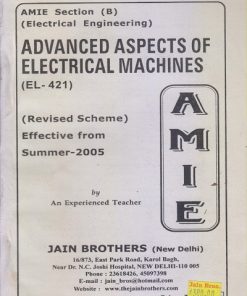 AMIE Section (B)
(Electrical Engineering)
ADVANCED ASPECTS OF
ELECTRICAL MACHINES
(EL-421)
(Revised Scheme)
Effective from
Summer-2005
A
M
I
E
by
An Experienced Teacher
JAIN BROTHERS (New Delhi)
16/873, East Park Road, Karol Bagh,
Near Dr. N.C. Joshi Hospital, NEW DELHI-110 005
Phone : 23618426, 45097398
E-mail : jain_bros@hotmail.com
Website : www.thejainbrothers.com
Jain Bros.